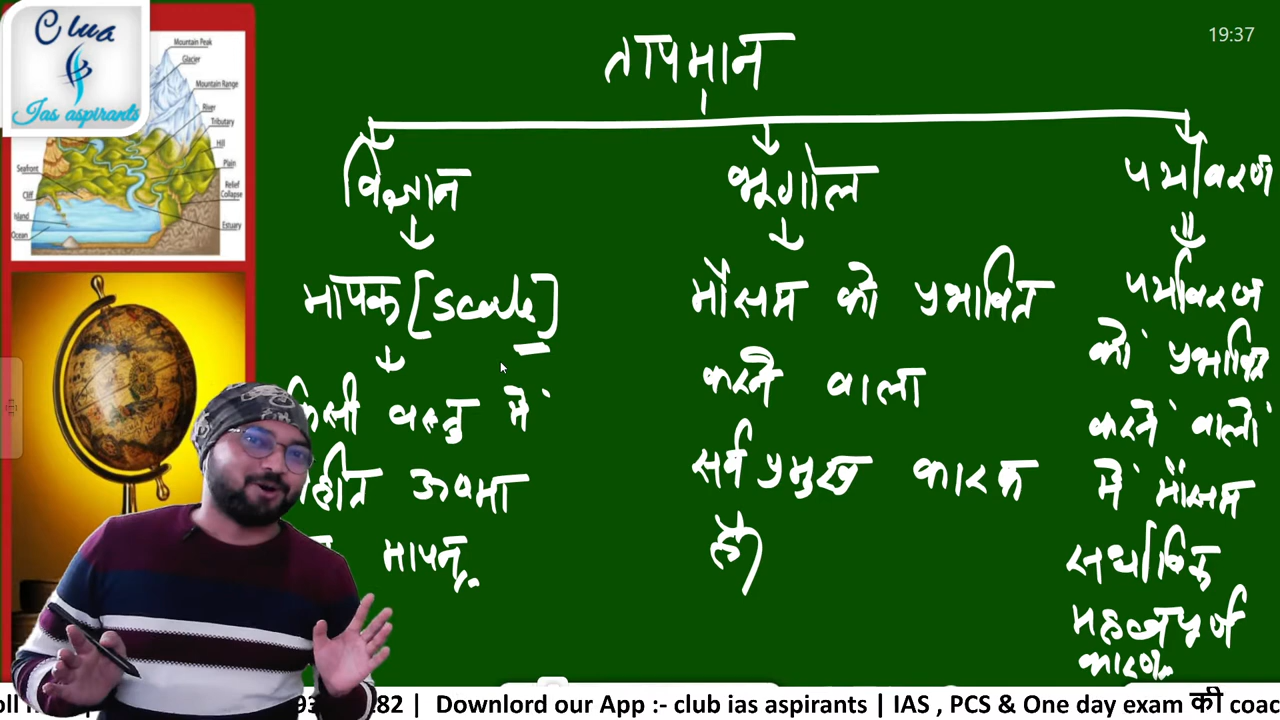 Club
Ias aspirants
Mountain Peak
Glacier
Mountain Range
River
Tributary
Hill
Plain
Relief
Collapse
Estuary
Seafront
Cliff
Island
Ocean
19:37
तापमान
विज्ञान
मापक [scale]
किसी वस्तु में
ऊष्मा
मापन
भूगोल
मौसम को प्रभावित
करने वाला
सर्वप्रमुख कारक
है
पर्यावरण
पर्यावरण
को प्रभावित
करने वालों
में मौसम
सर्वाधिक
महत्वपूर्ण
कारक
282 | Downlord our App :- club ias aspirants | IAS , PCS & One day exam की coac